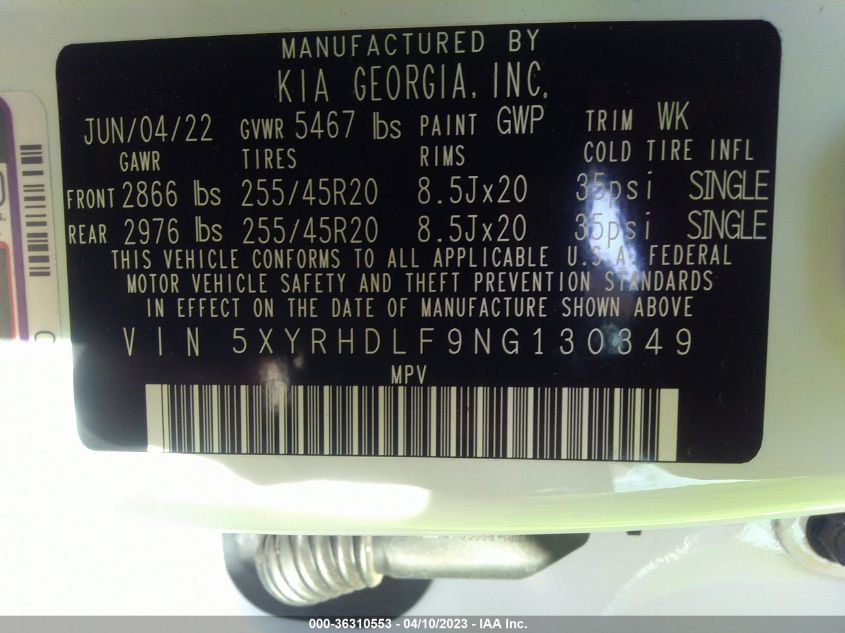 MANUFACTURED BY
KIA GEORGIA, INC.
JUN/04/22 GVWR 5467 lbs PAINT GWP TRIM WK
GAWR TIRES RIMS COLD TIRE INFL
FRONT 2866 lbs 255/45R20 8.5Jx20 35psi SINGLE
REAR 2976 lbs 255/45R20 8.5Jx20 35psi SINGLE
THIS VEHICLE CONFORMS TO ALL APPLICABLE U.S.A. FEDERAL
MOTOR VEHICLE SAFETY AND THEFT PREVENTION STANDARDS
IN EFFECT ON THE DATE OF MANUFACTURE SHOWN ABOVE
VIN 5XYRHDLF9NG130349
MPV
000-36310553 - 04/10/2023 - IAA Inc.